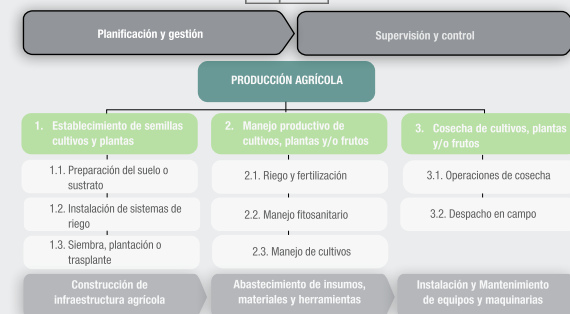 Planificación y gestión
Supervisión y control
PRODUCCIÓN AGRÍCOLA
1. Establecimiento de semillas
cultivos y plantas
1.1. Preparación del suelo o
sustrato
1.2. Instalación de sistemas de
riego
1.3. Siembra, plantación o
trasplante
2. Manejo productivo de
cultivos, plantas y/o frutos
2.1. Riego y fertilización
2.2. Manejo fitosanitario
2.3. Manejo de cultivos
3. Cosecha de cultivos, plantas
y/o frutos
3.1. Operaciones de cosecha
3.2. Despacho en campo
Construcción de
infraestructura agrícola
Abastecimiento de insumos,
materiales y herramientas
Instalación y Mantenimiento
de equipos y maquinarias